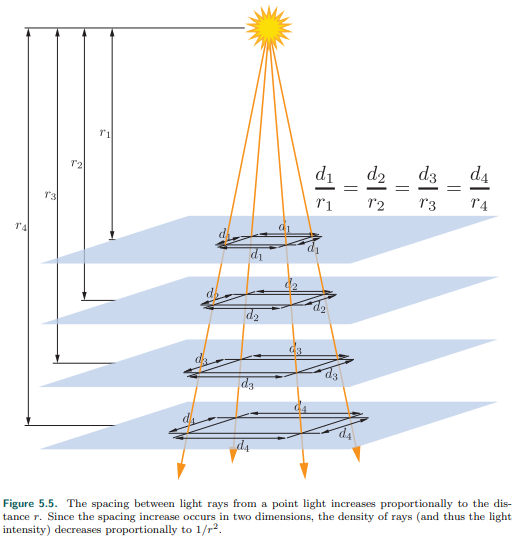 r1
r2
r3
r4
d1/r1 = d2/r2 = d3/r3 = d4/r4
d1 d1 d1 d1
d2 d2 d2 d2
d3 d3 d3 d3
d4 d4 d4 d4
Figure 5.5. The spacing between light rays from a point light increases proportionally to the dis-
tance r. Since the spacing increase occurs in two dimensions, the density of rays (and thus the light
intensity) decreases proportionally to 1/r².